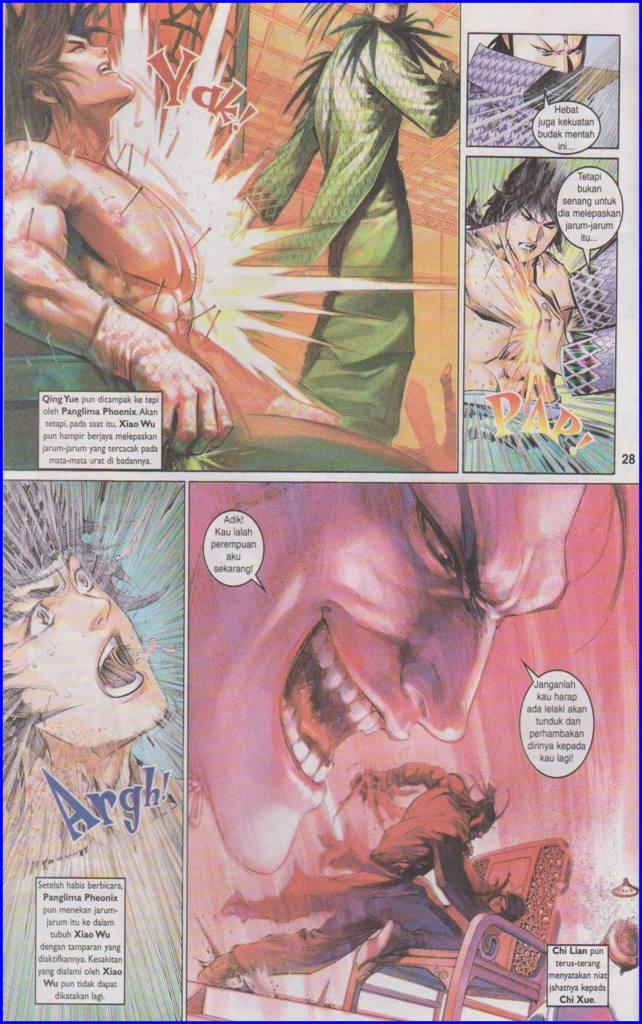 Yak!
Qing Yue pun dicampak ke tepi
oleh Panglima Phoenix. Akan
tetapi, pada saat itu, Xiao Wu
pun hampir berjaya melepaskan
jarum-jarum yang tercacak pada
mata-mata urat di badannya.
Hebat
juga kekuatan
budak mentah
ini...
Tetapi
bukan
senang untuk
dia melepaskan
jarum-jarum
itu...
PAP!
28
Argh!
Setelah habis berbicara,
Panglima Pheonix
pun menekan jarum-
jarum itu ke dalam
tubuh Xiao Wu
dengan tamparan yang
diaktifkannya. Kesakitan
yang dialami oleh Xiao
Wu pun tidak dapat
dikatakan lagi.
Adik!
Kau ialah
perempuan
aku
sekarang!
Janganlah
kau harap
ada lelaki akan
tunduk dan
perhambakan
dirinya kepada
kau lagi!
Chi Lian pun
terus-terang
menyatakan niat
jahatnya kepada
Chi Xue.